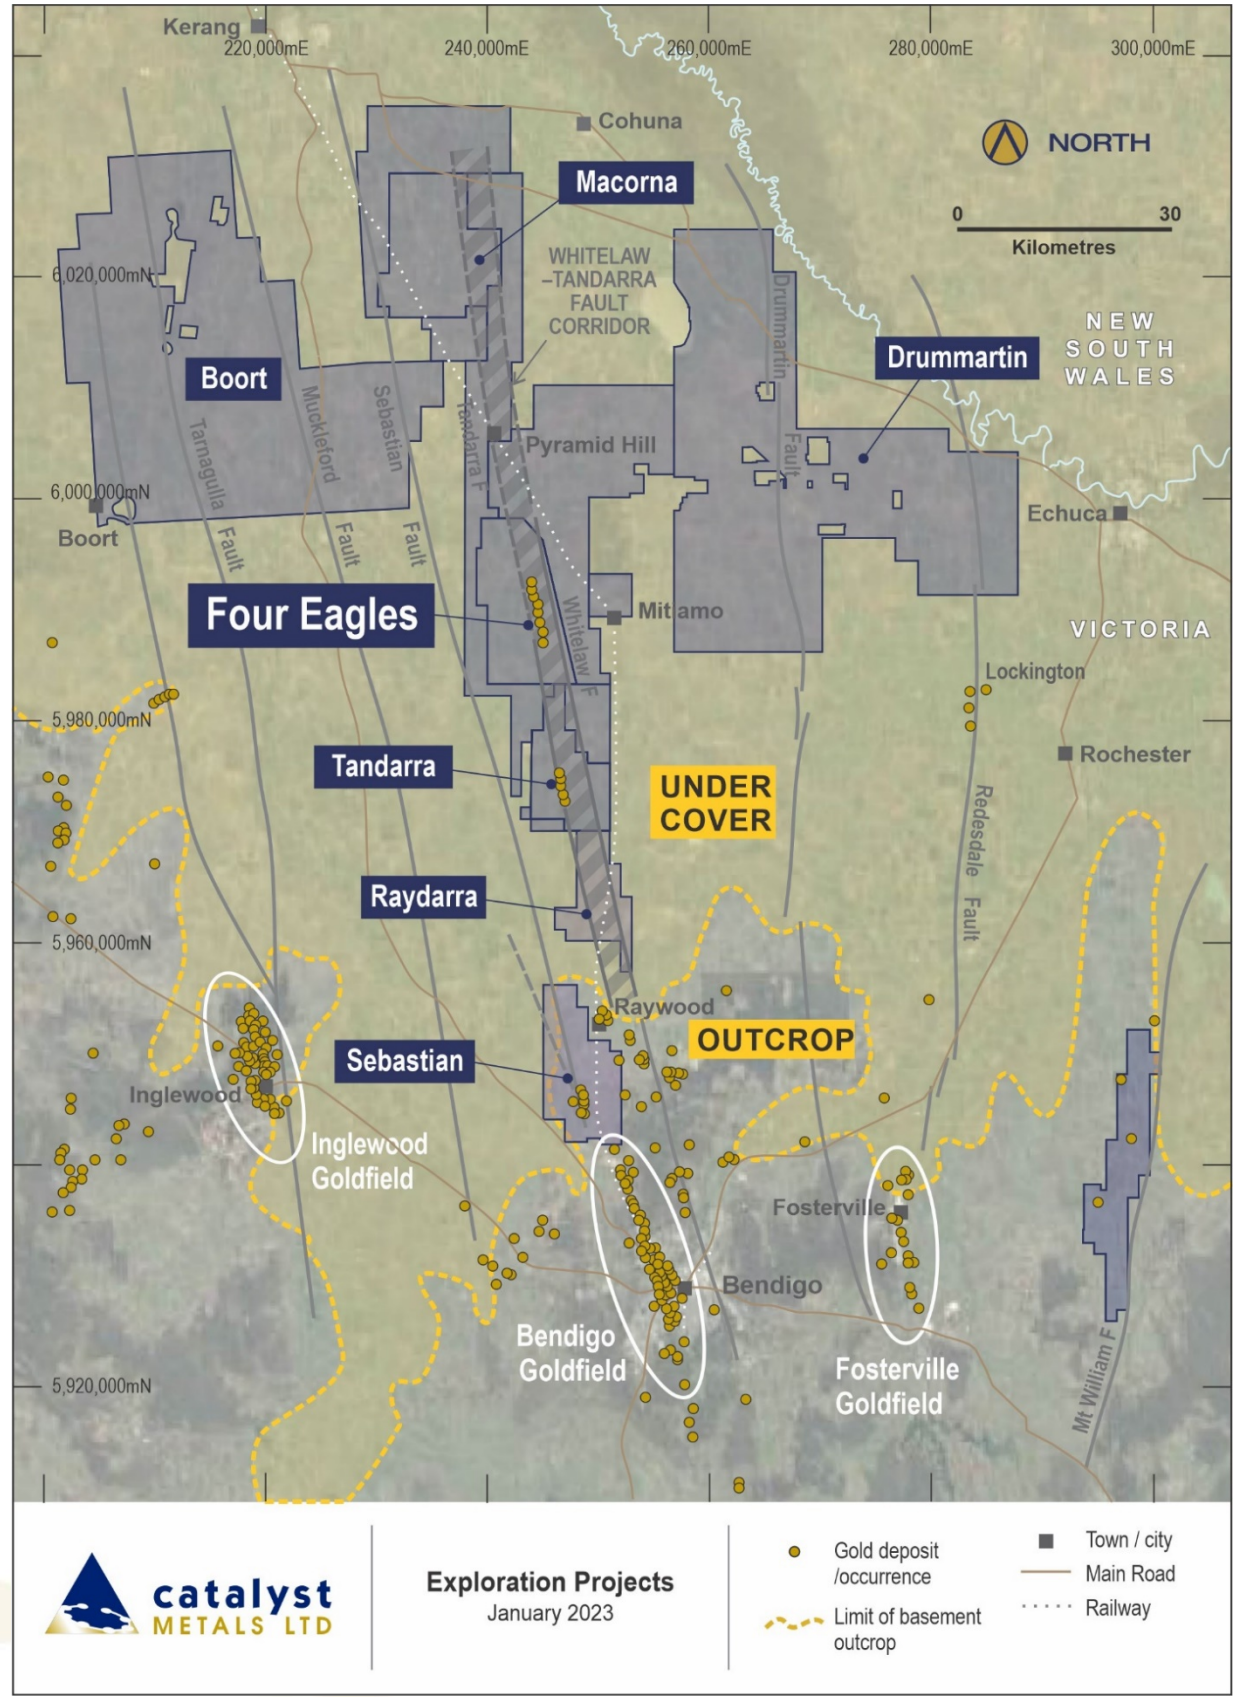 Kerang
220,000mE
240,000mE
260,000mE
280,000mE
300,000mE
Cohuna
NORTH
Macorna
0
30
Kilometres
WHITELAW
–TANDARRA
FAULT
CORRIDOR
6,020,000mN
Drummartin
Fault
NEW
SOUTH
WALES
Boort
Drummartin
Tarnagulla
Fault
Muckleford
Fault
Sebastian
Fault
Tandarra F
Pyramid Hill
6,000,000mN
Boort
Echuca
Four Eagles
Whitelaw F
Mitiamo
VICTORIA
Lockington
5,980,000mN
Tandarra
UNDER
COVER
Rochester
Redesdale
Fault
Raydarra
5,960,000mN
Raywood
OUTCROP
Sebastian
Inglewood
Inglewood
Goldfield
Fosterville
Bendigo
Bendigo
Goldfield
Fosterville
Goldfield
Mt William F
5,920,000mN
catalyst
METALS LTD
Exploration Projects
January 2023
Gold deposit
/occurrence
Limit of basement
outcrop
Town / city
Main Road
Railway